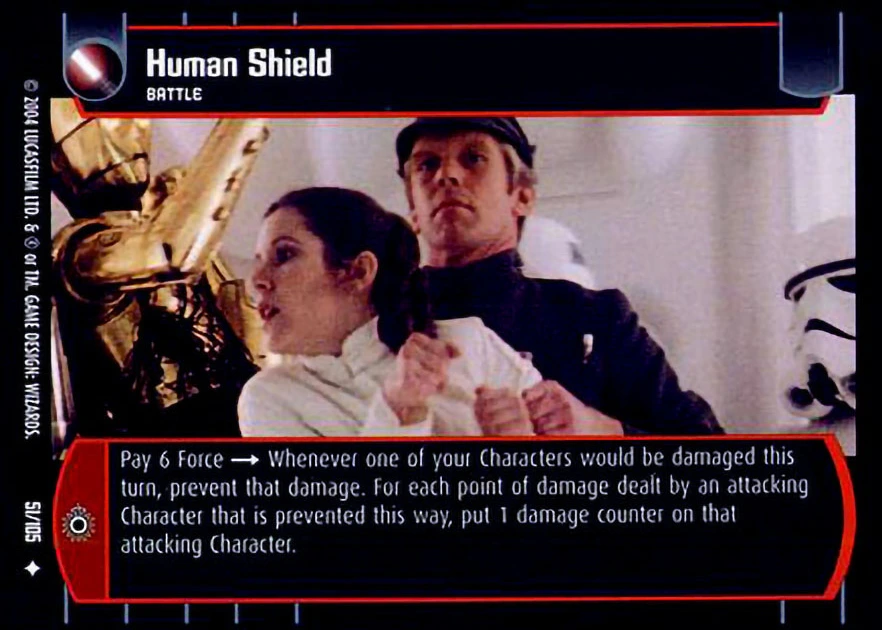 Human Shield
BATTLE
Pay 6 Force → Whenever one of your Characters would be damaged this
turn, prevent that damage. For each point of damage dealt by an attacking
Character that is prevented this way, put 1 damage counter on that
attacking Character.
© 2004 LUCASFILM LTD. & ® or TM. GAME DESIGN: WIZARDS.
51/105